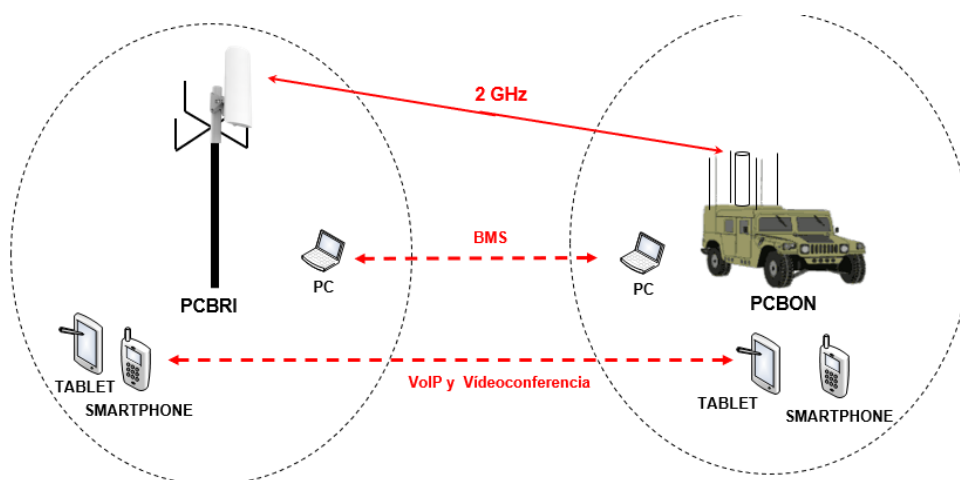 2 GHz
BMS
PC
PC
PCBRI
PCBON
VoIP y Videoconferencia
TABLET
SMARTPHONE
TABLET
SMARTPHONE